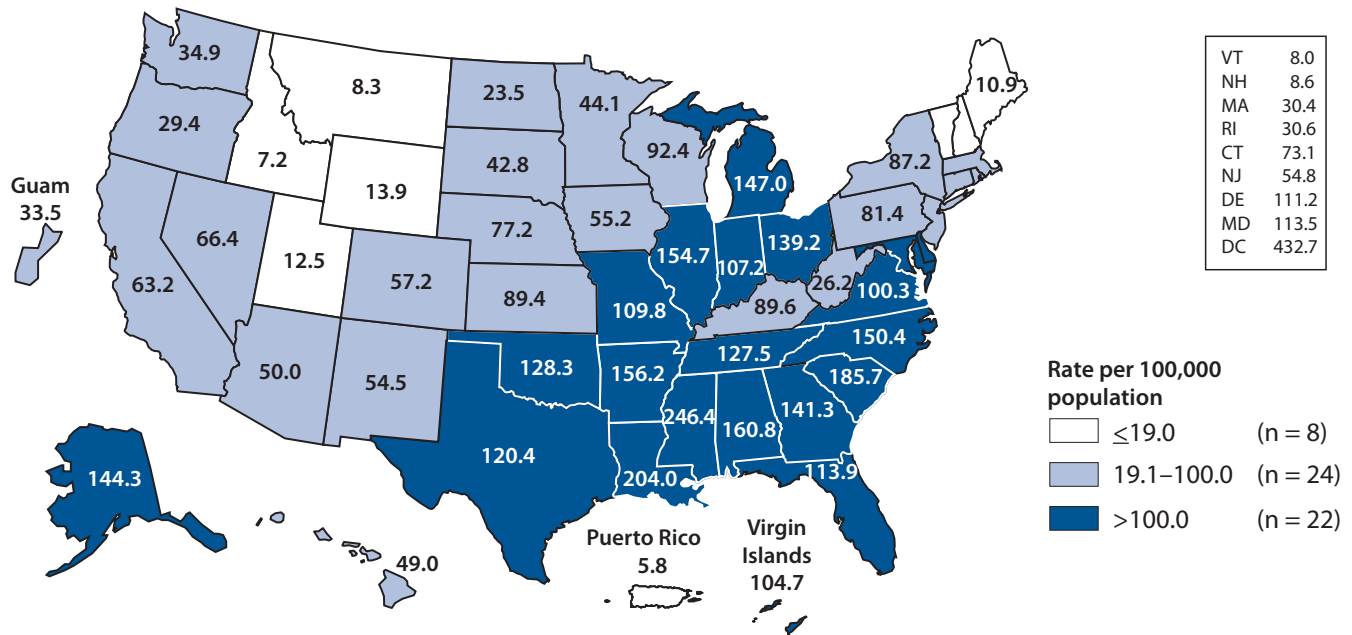 34.9
8.3
23.5
44.1
10.9
29.4
7.2
13.9
42.8
92.4
147.0
87.2
VT 8.0
NH 8.6
MA 30.4
RI 30.6
CT 73.1
NJ 54.8
DE 111.2
MD 113.5
DC 432.7
Guam
33.5
63.2
66.4
12.5
57.2
77.2
89.4
55.2
109.8
154.7
107.2
139.2
81.4
26.2
89.6
100.3
150.4
127.5
185.7
50.0
54.5
128.3
156.2
246.4
160.8
141.3
120.4
204.0
113.9
144.3
49.0
Puerto Rico
5.8
Virgin
Islands
104.7
Rate per 100,000
population
≤19.0 (n = 8)
19.1–100.0 (n = 24)
>100.0 (n = 22)